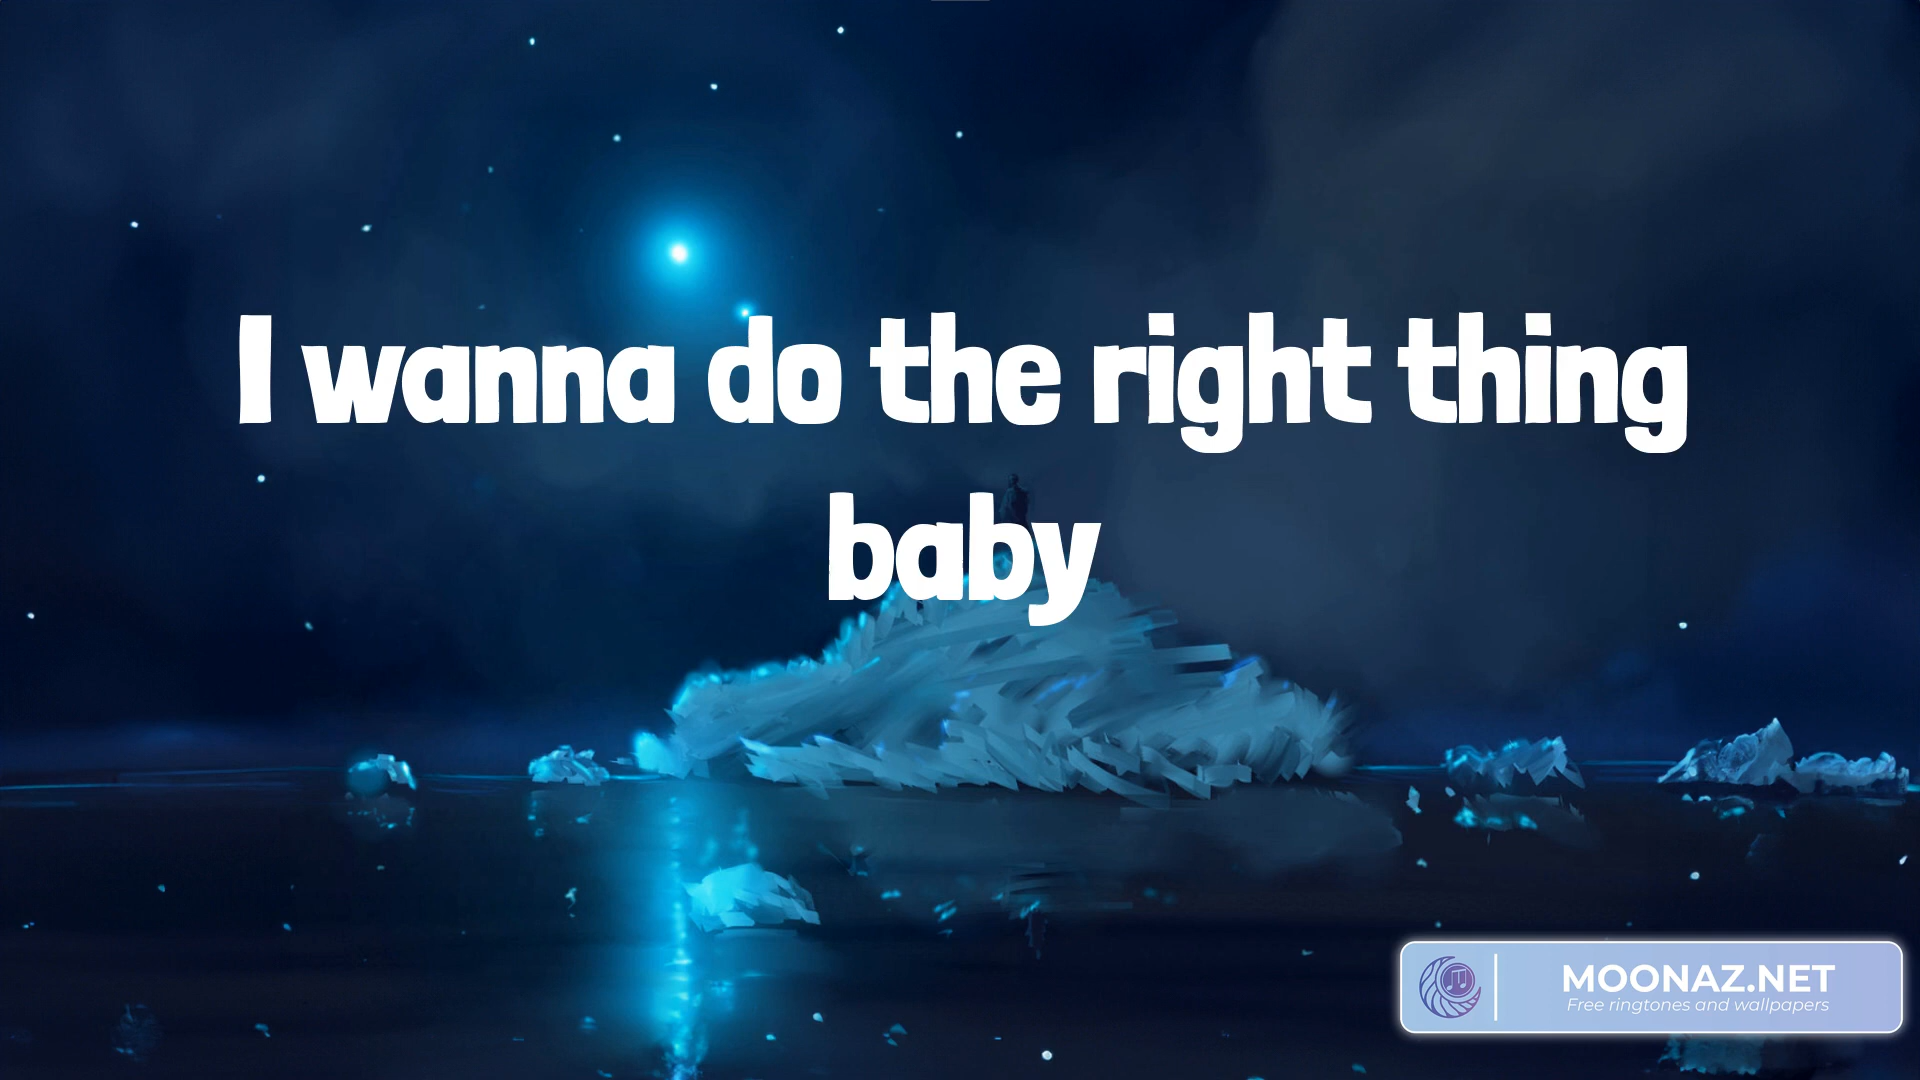 I wanna do the right thing
baby
MOONAZ.NET
Free ringtones and wallpapers